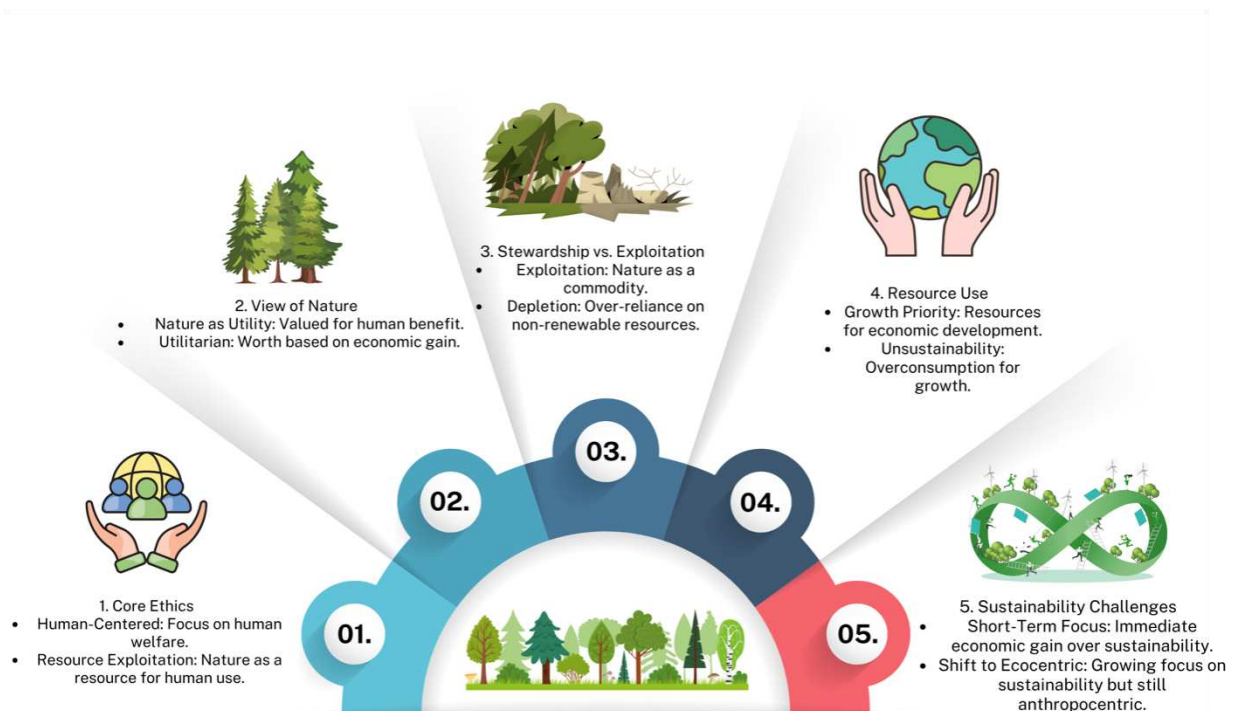 1. Core Ethics
• Human-Centered: Focus on human
welfare.
• Resource Exploitation: Nature as a
resource for human use.
2. View of Nature
• Nature as Utility: Valued for human benefit.
• Utilitarian: Worth based on economic gain.
3. Stewardship vs. Exploitation
• Exploitation: Nature as a
commodity.
• Depletion: Over-reliance on
non-renewable resources.
4. Resource Use
• Growth Priority: Resources
for economic development.
• Unsustainability:
Overconsumption for
growth.
5. Sustainability Challenges
• Short-Term Focus: Immediate
economic gain over sustainability.
• Shift to Ecocentric: Growing focus on
sustainability but still
anthropocentric.
01.
02.
03.
04.
05.